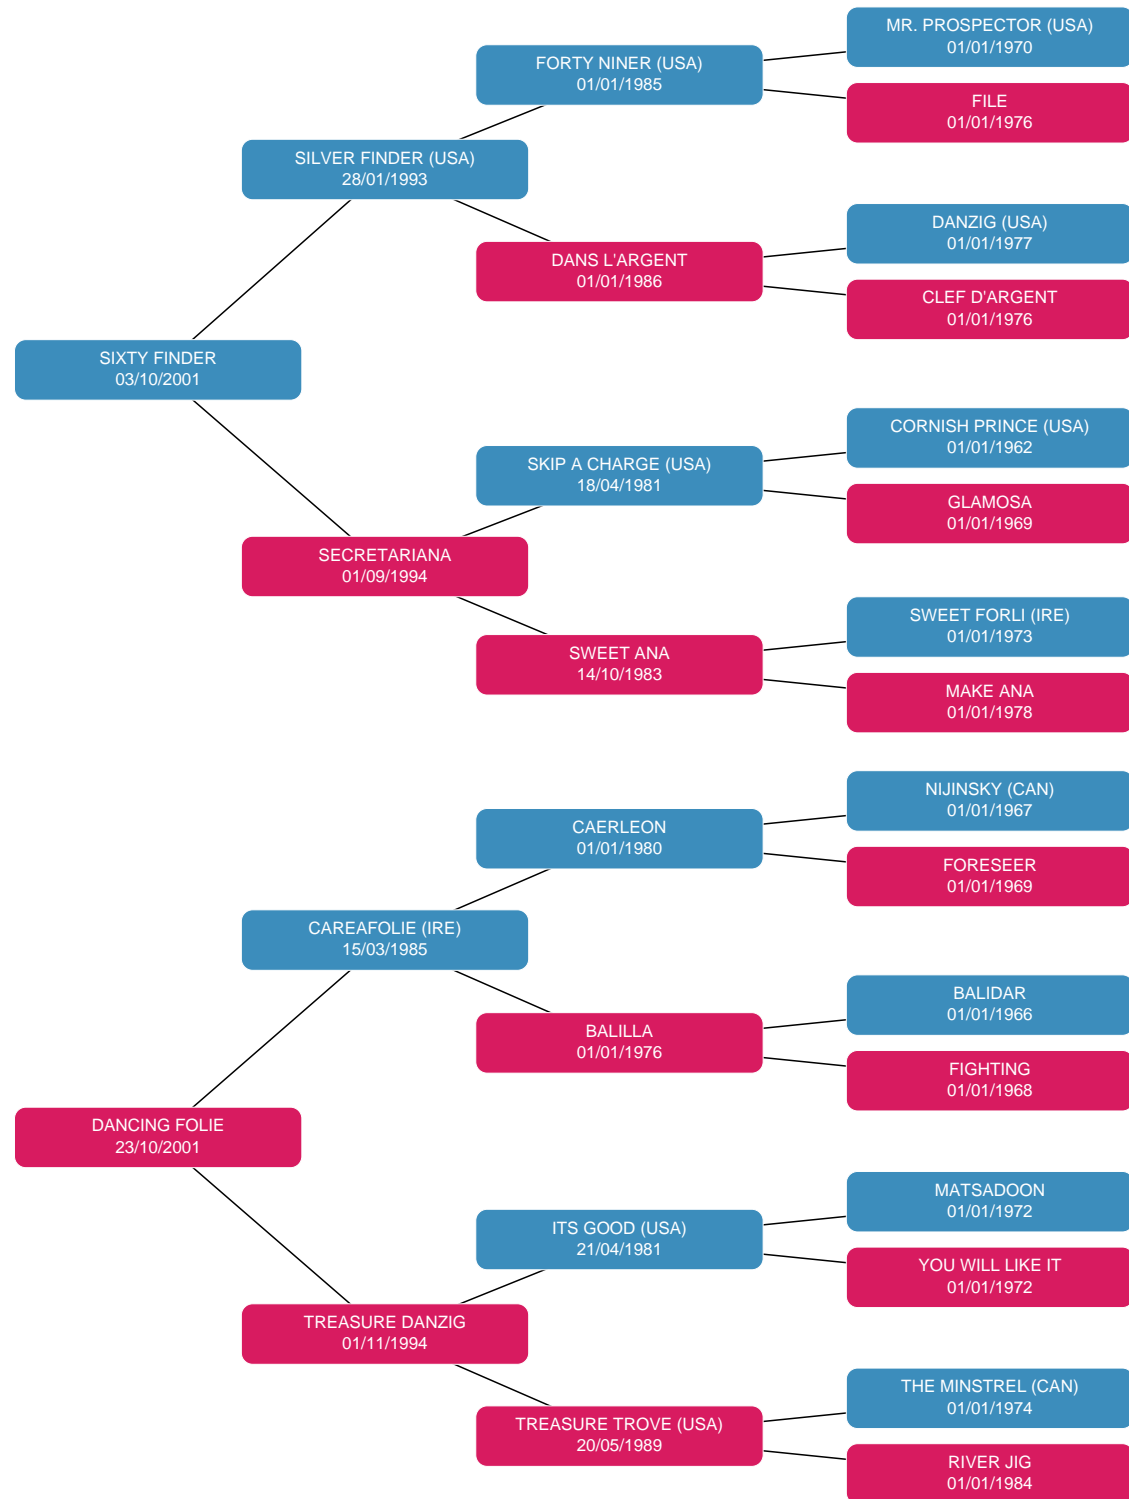 MR. PROSPECTOR (USA)
01/01/1970
FORTY NINER (USA)
01/01/1985
FILE
01/01/1976
SILVER FINDER (USA)
28/01/1993
DANZIG (USA)
01/01/1977
DANS L'ARGENT
01/01/1986
CLEF D'ARGENT
01/01/1976
SIXTY FINDER
03/10/2001
CORNISH PRINCE (USA)
01/01/1962
SKIP A CHARGE (USA)
18/04/1981
GLAMOSA
01/01/1969
SECRETARIANA
01/09/1994
SWEET FORLI (IRE)
01/01/1973
SWEET ANA
14/10/1983
MAKE ANA
01/01/1978
NIJINSKY (CAN)
01/01/1967
CAERLEON
01/01/1980
FORESEER
01/01/1969
CAREAFOLIE (IRE)
15/03/1985
BALIDAR
01/01/1966
BALILLA
01/01/1976
FIGHTING
01/01/1968
DANCING FOLIE
23/10/2001
MATSADOON
01/01/1972
ITS GOOD (USA)
21/04/1981
YOU WILL LIKE IT
01/01/1972
TREASURE DANZIG
01/11/1994
THE MINSTREL (CAN)
01/01/1974
TREASURE TROVE (USA)
20/05/1989
RIVER JIG
01/01/1984